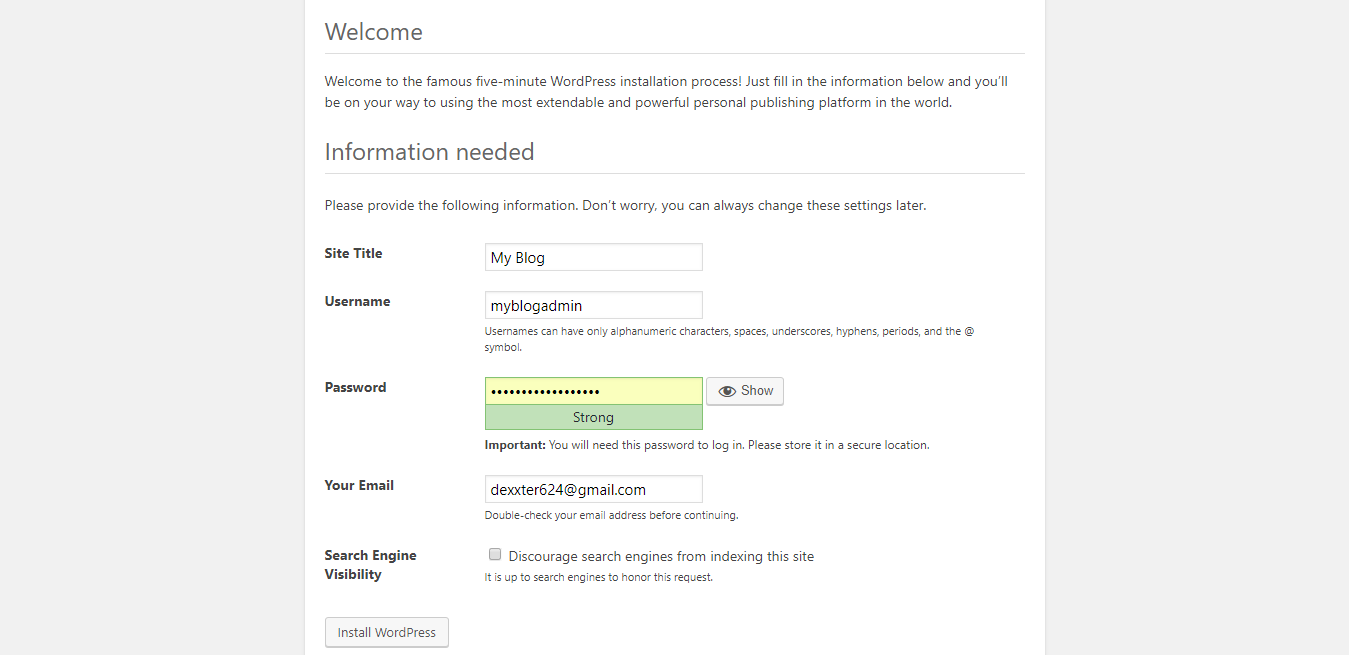 Welcome
Welcome to the famous five-minute WordPress installation process! Just fill in the information below and you’ll
be on your way to using the most extendable and powerful personal publishing platform in the world.
Information needed
Please provide the following information. Don’t worry, you can always change these settings later.
Site Title
My Blog
Username
myblogadmin
Usernames can have only alphanumeric characters, spaces, underscores, hyphens, periods, and the @
symbol.
Password
••••••••••••••••••
Show
Strong
Important: You will need this password to log in. Please store it in a secure location.
Your Email
dexxter624@gmail.com
Double-check your email address before continuing.
Search Engine
Visibility
Discourage search engines from indexing this site
It is up to search engines to honor this request.
Install WordPress